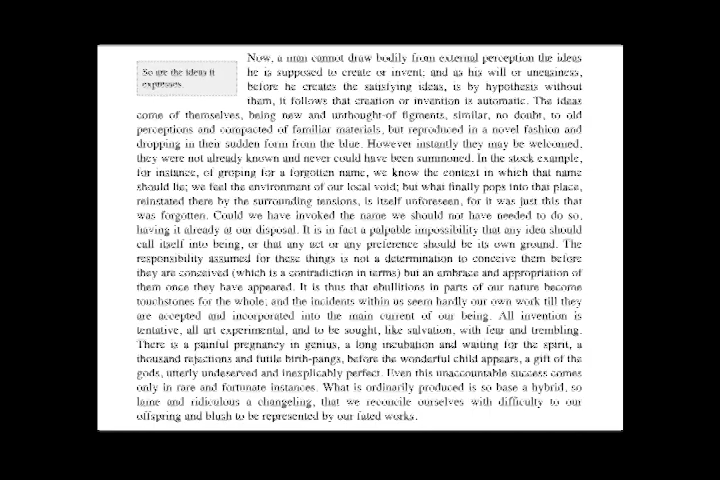 So are the ideas it
expresses.
Now, a man cannot draw bodily from external perception the ideas
he is supposed to create or invent; and as his will or uneasiness,
before he creates the satisfying ideas, is by hypothesis without
them, it follows that creation or invention is automatic. The ideas
come of themselves, being new and unthought-of figments, similar, no doubt, to old
perceptions and compacted of familiar materials, but reproduced in a novel fashion and
dropping in their sudden form from the blue. However instantly they may be welcomed,
they were not already known and never could have been summoned. In the stock example,
for instance, of groping for a forgotten name, we know the context in which that name
should lie; we feel the environment of our local void; but what finally pops into that place,
reinstated there by the surrounding tensions, is itself unforeseen, for it was just this that
was forgotten. Could we have invoked the name we should not have needed to do so,
having it already at our disposal. It is in fact a palpable impossibility that any idea should
call itself into being, or that any act or any preference should be its own ground. The
responsibility assumed for these things is not a determination to conceive them before
they are conceived (which is a contradiction in terms) but an embrace and appropriation of
them once they have appeared. It is thus that ebullitions in parts of our nature become
touchstones for the whole; and the incidents within us seem hardly our own work till they
are accepted and incorporated into the main current of our being. All invention is
tentative, all art experimental, and to be sought, like salvation, with fear and trembling.
There is a painful pregnancy in genius, a long incubation and waiting for the spirit, a
thousand rejections and futile birth-pangs, before the wonderful child appears, a gift of the
gods, utterly undeserved and inexplicably perfect. Even this unaccountable success comes
only in rare and fortunate instances. What is ordinarily produced is so base a hybrid, so
lame and ridiculous a changeling, that we reconcile ourselves with difficulty to our
offspring and blush to be represented by our fated works.